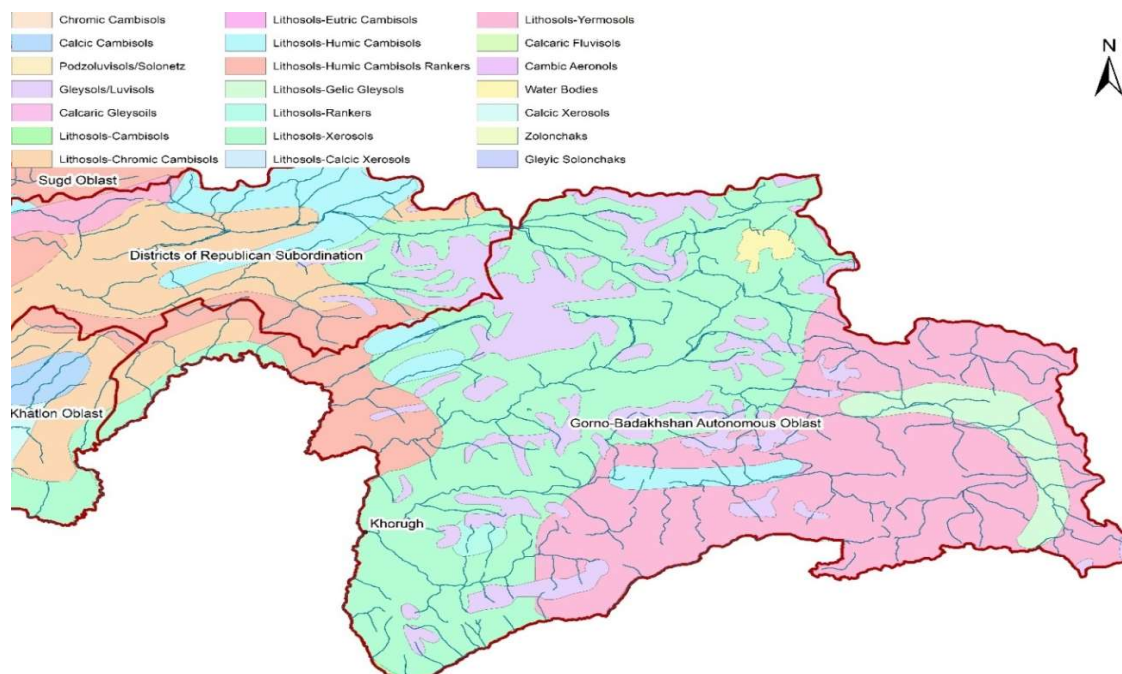 Chromic Cambisols
Calcic Cambisols
Podzoluvisols/Solonetz
Gleysols/Luvisols
Calcaric Gleysoils
Lithosols-Cambisols
Lithosols-Chromic Cambisols
Lithosols-Eutric Cambisols
Lithosols-Humic Cambisols
Lithosols-Humic Cambisols Rankers
Lithosols-Gelic Gleysols
Lithosols-Rankers
Lithosols-Xerosols
Lithosols-Calcic Xerosols
Lithosols-Yermosols
Calcaric Fluvisols
Cambic Aeronols
Water Bodies
Calcic Xerosols
Zolonchaks
Gleyic Solonchaks
N
Sugd Oblast
Districts of Republican Subordination
Khatlon Oblast
Gorno-Badakhshan Autonomous Oblast
Khorugh